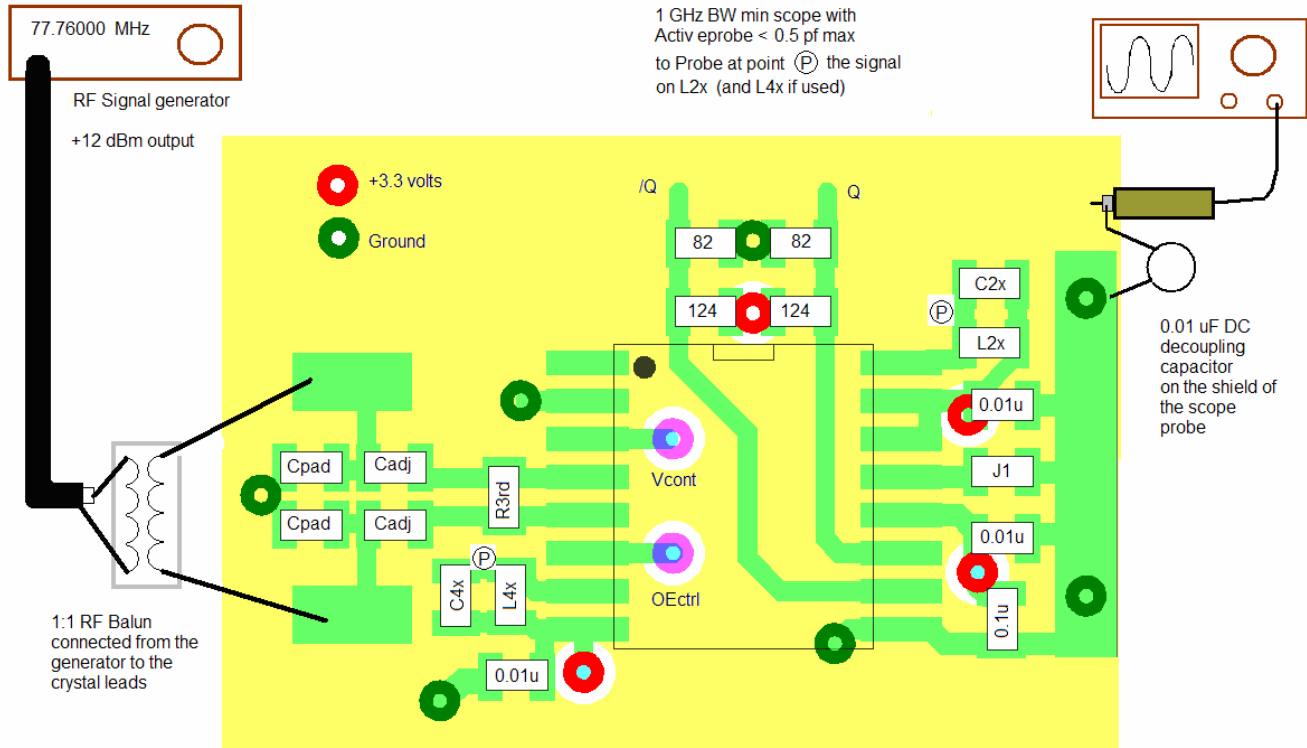 77.76000 MHz
RF Signal generator
+12 dBm output
1 GHz BW min scope with
Activ eprobe < 0.5 pf max
to Probe at point P the signal
on L2x (and L4x if used)
+3.3 volts
Ground
/Q
Q
82
82
124
124
C2x
P
L2x
0.01u
J1
0.01u
0.1u
0.01 uF DC
decoupling
capacitor
on the shield of
the scope
probe
Cpad
Cadj
Cpad
Cadj
R3rd
Vcont
OEctrl
P
C4x
L4x
0.01u
1:1 RF Balun
connected from the
generator to the
crystal leads